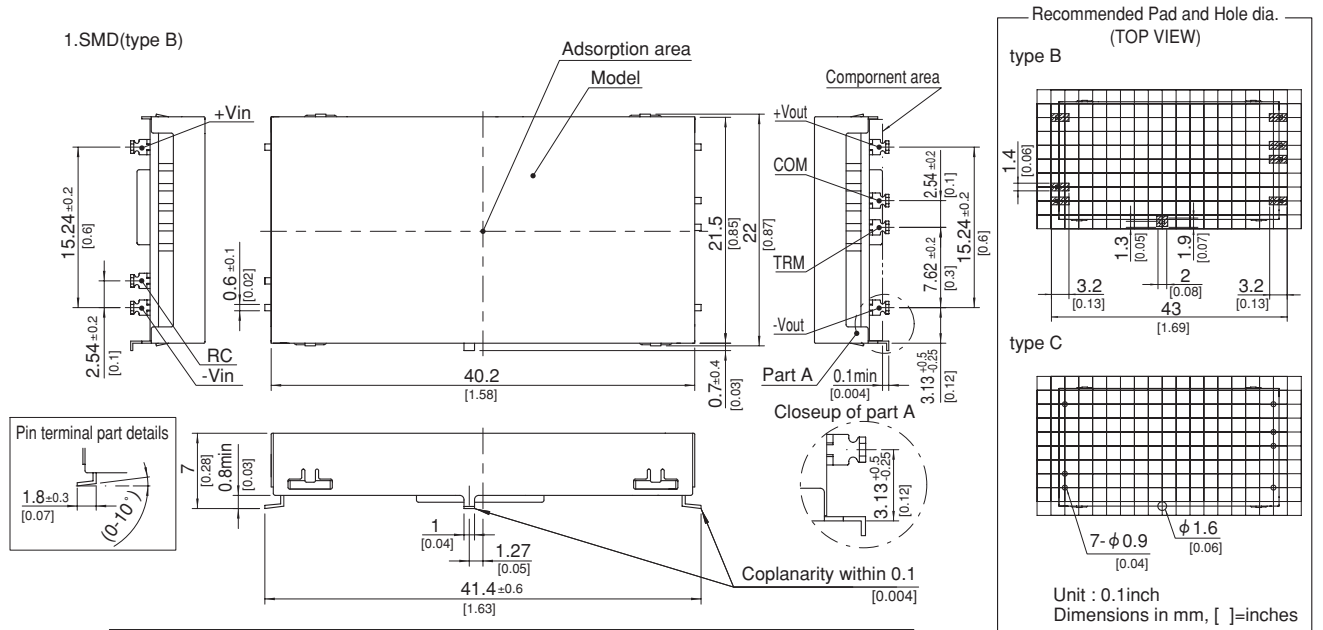 1.SMD(type B)
Adsorption area
Model
+Vin
15.24 ±0.2
[0.6]
2.54 ±0.2
[0.1]
RC
-Vin
0.6 ±0.1
[0.02]
40.2
[1.58]
21.5
[0.85]
22
[0.87]
0.7±0.4
[0.03]
Compornent area
+Vout
COM
TRM
-Vout
2.54 ±0.2
[0.1]
7.62 ±0.2
[0.3]
15.24±0.2
[0.6]
3.13 +0.5 -0.25
[0.12]
Part A
0.1min
[0.004]
Closeup of part A
3.13 +0.5 -0.25
[0.12]
Pin terminal part details
1.8±0.3
[0.07]
(0-10°)
7
[0.28]
0.8min
[0.03]
1
[0.04]
1.27
[0.05]
41.4±0.6
[1.63]
Coplanarity within 0.1
[0.004]
Recommended Pad and Hole dia.
(TOP VIEW)
type B
1.4
[0.06]
1.3
[0.05]
1.9
[0.07]
2
[0.08]
3.2
[0.13]
3.2
[0.13]
43
[1.69]
type C
7-φ0.9
[0.04]
φ1.6
[0.06]
Unit : 0.1inch
Dimensions in mm, [ ]=inches